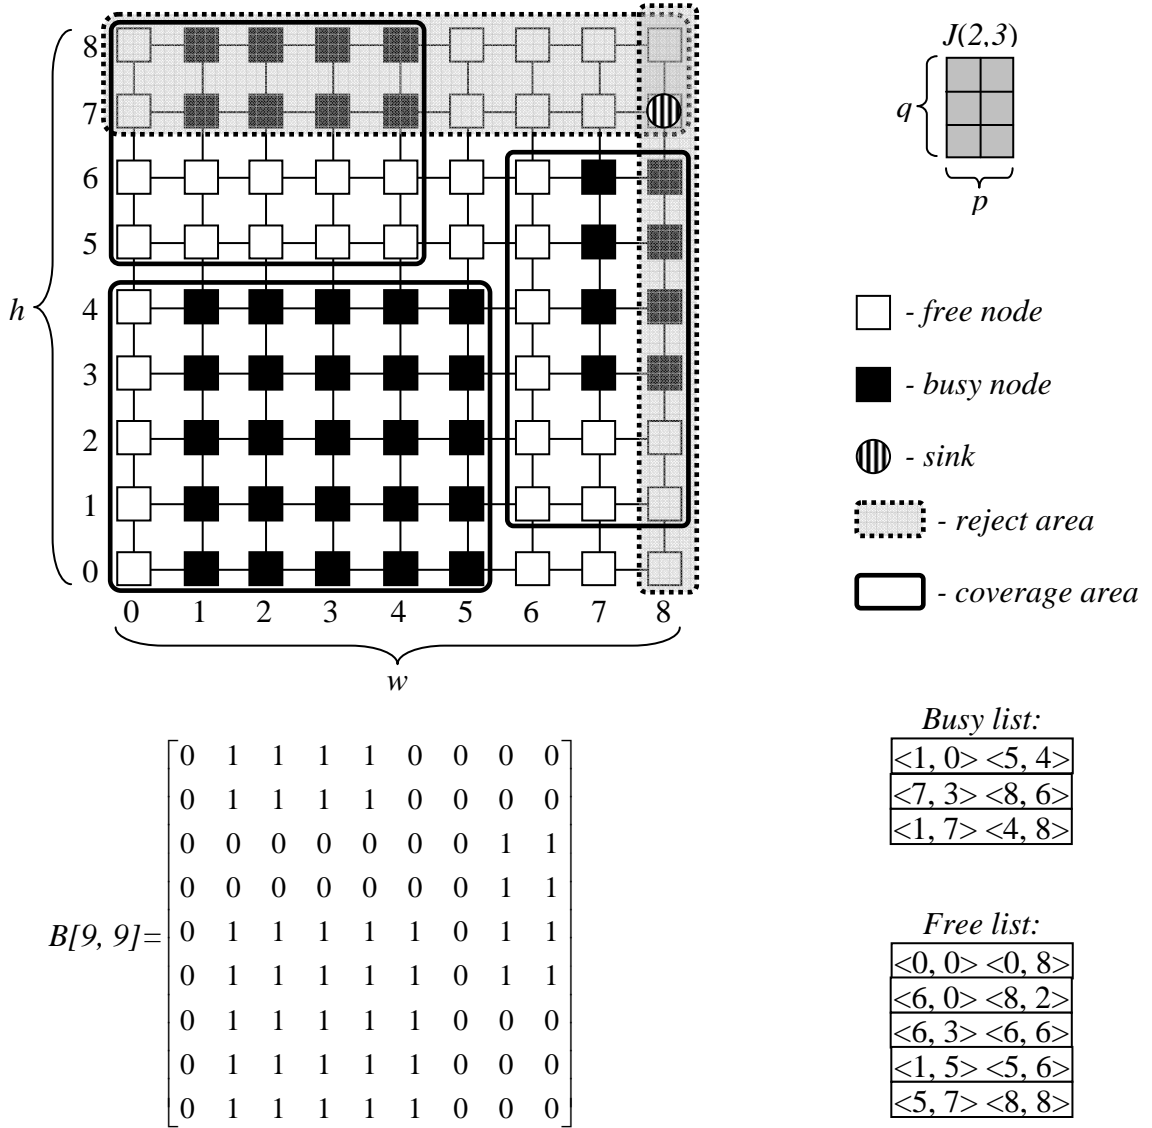 8
7
6
5
4
3
2
1
0
h
0 1 2 3 4 5 6 7 8
w
J(2,3)
q
p
- free node
- busy node
- sink
- reject area
- coverage area
B[9, 9]=
0 1 1 1 1 0 0 0 0
0 1 1 1 1 0 0 0 0
0 0 0 0 0 0 0 1 1
0 0 0 0 0 0 0 1 1
0 1 1 1 1 1 0 1 1
0 1 1 1 1 1 0 1 1
0 1 1 1 1 1 0 0 0
0 1 1 1 1 1 0 0 0
0 1 1 1 1 1 0 0 0
Busy list:
<1, 0> <5, 4>
<7, 3> <8, 6>
<1, 7> <4, 8>
Free list:
<0, 0> <0, 8>
<6, 0> <8, 2>
<6, 3> <6, 6>
<1, 5> <5, 6>
<5, 7> <8, 8>